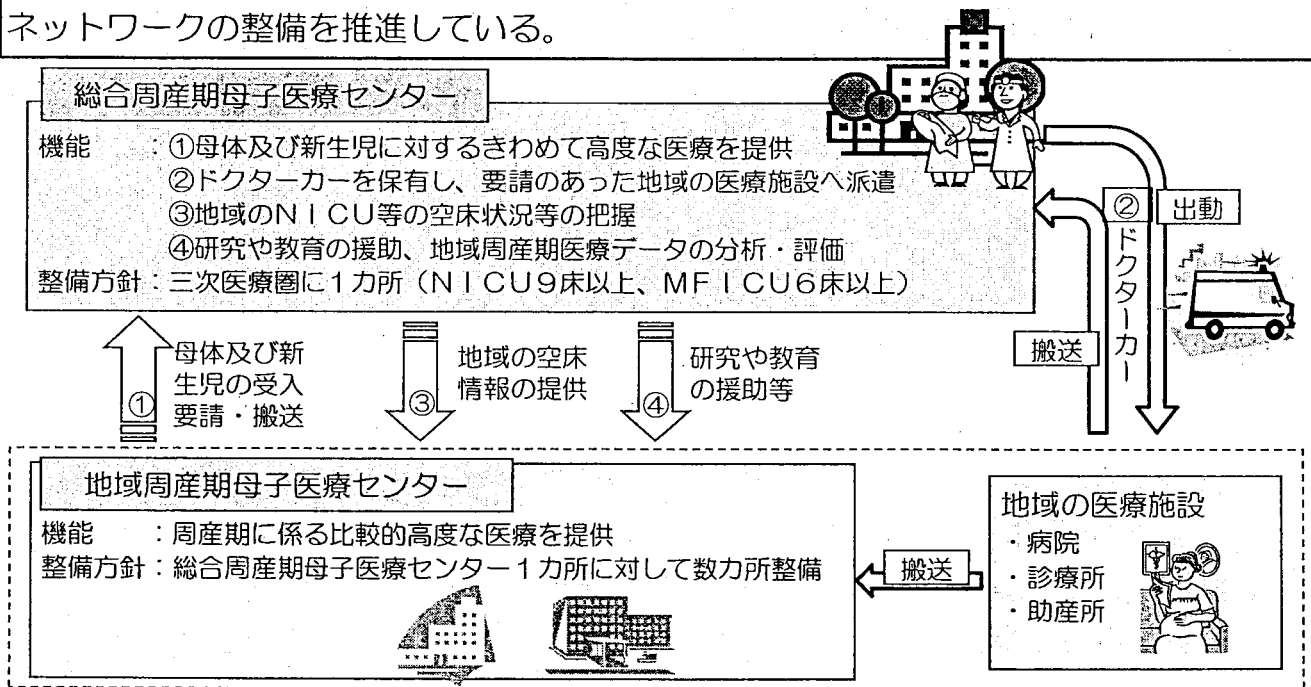 ネットワークの整備を推進している。
総合周産期母子医療センター
機能　：①母体及び新生児に対するきわめて高度な医療を提供
②ドクターカーを保有し、要請のあった地域の医療施設へ派遣
③地域のNICU等の空床状況等の把握
④研究や教育の援助、地域周産期医療データの分析・評価
整備方針：三次医療圏に1カ所（NICU9床以上、MFICU6床以上）
②ドクターカー
出動
搬送
①
母体及び新
生児の受入
要請・搬送
③
地域の空床
情報の提供
④
研究や教育
の援助等
地域周産期母子医療センター
機能　：周産期に係る比較的高度な医療を提供
整備方針：総合周産期母子医療センター1カ所に対して数カ所整備
搬送
地域の医療施設
・病院
・診療所
・助産所